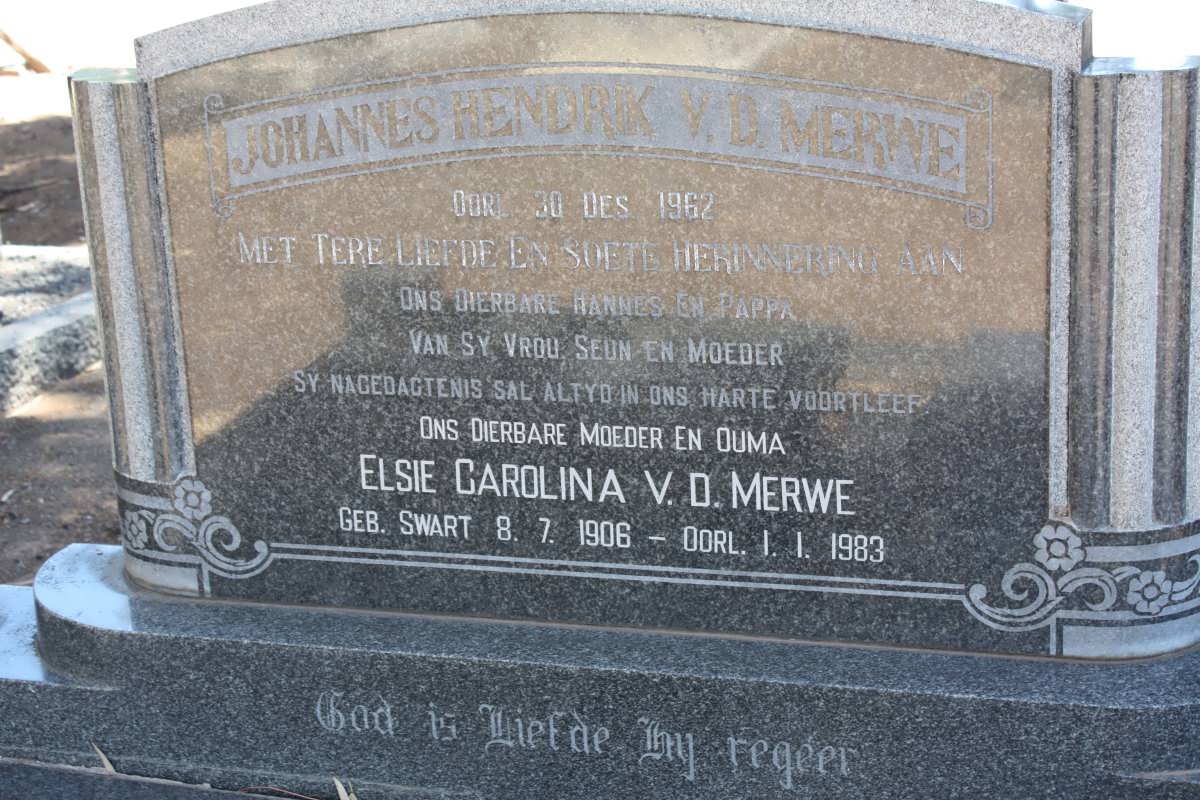 JOHANNES HENDRIK V. D. MERWE
OORL. 30 DES. 1962
MET TERE LIEFDE EN SOETE HERINNERING AAN
ONS DIERBARE HANNES EN PAPPA
VAN SY VROU, SEUN EN MOEDER
SY NAGEDAGTENIS SAL ALTYD IN ONS HARTE VOORTLEEF
ONS DIERBARE MOEDER EN OUMA
ELSIE CAROLINA V. D. MERWE
GEB. SWART 8. 7. 1906 – OORL. 1. 1. 1983
God is Liefde Hy regeer